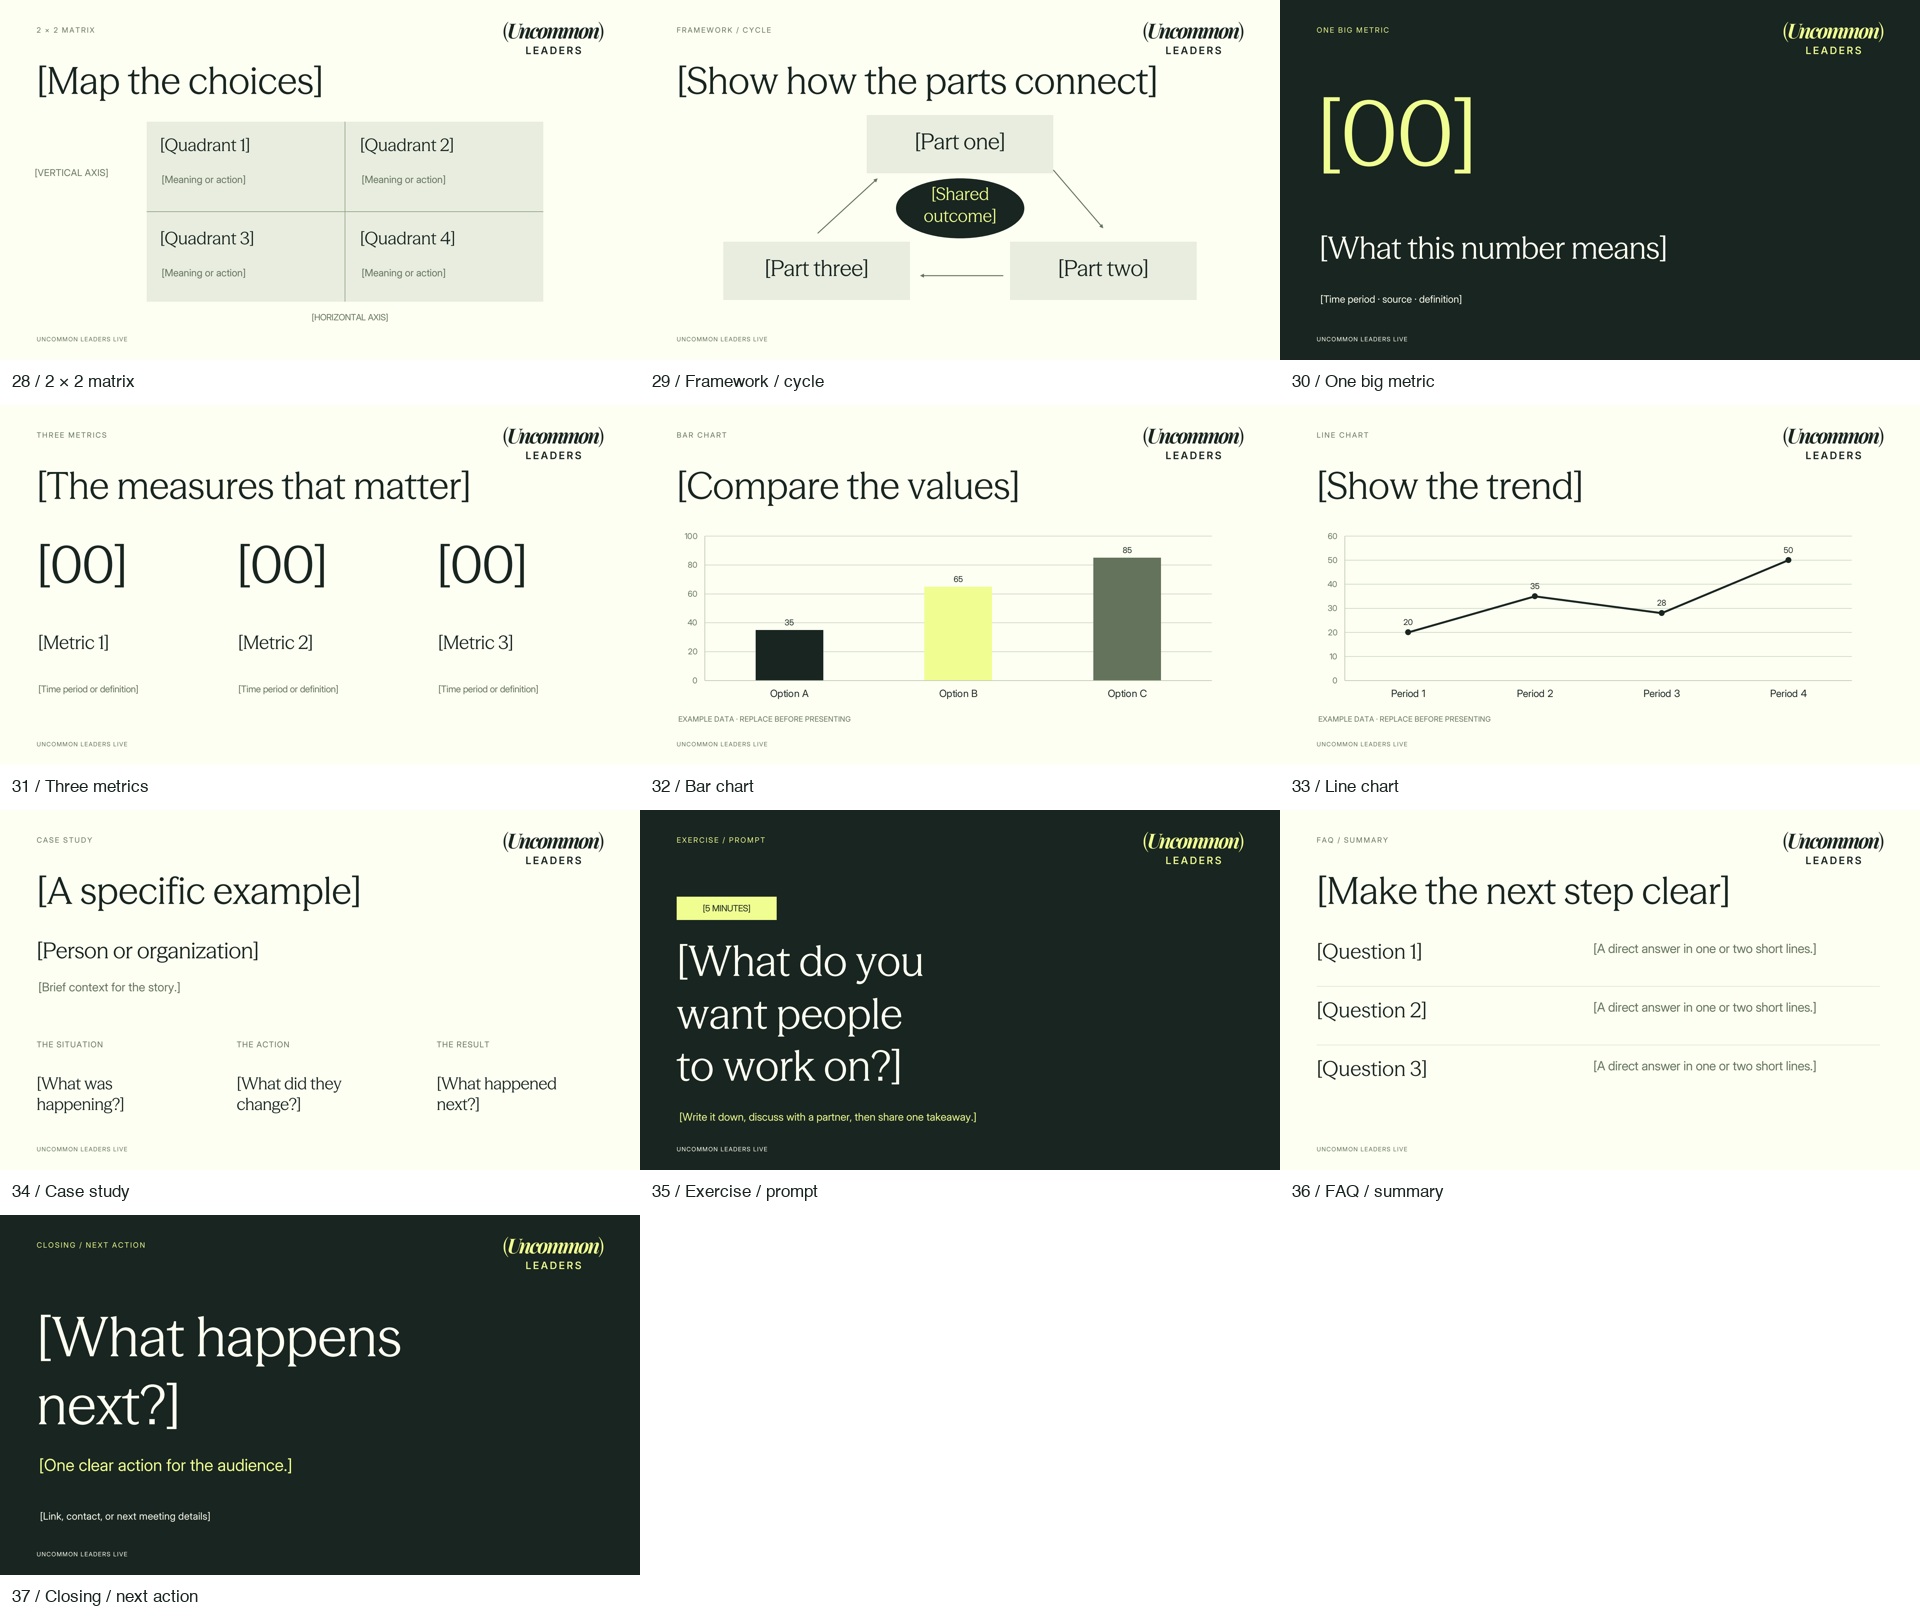 2 × 2 MATRIX
(Uncommon)
LEADERS
[Map the choices]
[VERTICAL AXIS]
[Quadrant 1]
[Meaning or action]
[Quadrant 2]
[Meaning or action]
[Quadrant 3]
[Meaning or action]
[Quadrant 4]
[Meaning or action]
[HORIZONTAL AXIS]
UNCOMMON LEADERS LIVE
28 / 2 × 2 matrix
FRAMEWORK / CYCLE
(Uncommon)
LEADERS
[Show how the parts connect]
[Part one]
[Shared
outcome]
[Part three]
[Part two]
UNCOMMON LEADERS LIVE
29 / Framework / cycle
ONE BIG METRIC
(Uncommon)
LEADERS
[00]
[What this number means]
[Time period · source · definition]
UNCOMMON LEADERS LIVE
30 / One big metric
THREE METRICS
(Uncommon)
LEADERS
[The measures that matter]
[00]
[00]
[00]
[Metric 1]
[Metric 2]
[Metric 3]
[Time period or definition]
[Time period or definition]
[Time period or definition]
UNCOMMON LEADERS LIVE
31 / Three metrics
BAR CHART
(Uncommon)
LEADERS
[Compare the values]
100
80
60
40
20
0
35
65
85
Option A
Option B
Option C
EXAMPLE DATA · REPLACE BEFORE PRESENTING
UNCOMMON LEADERS LIVE
32 / Bar chart
LINE CHART
(Uncommon)
LEADERS
[Show the trend]
60
50
40
30
20
10
0
20
35
28
50
Period 1
Period 2
Period 3
Period 4
EXAMPLE DATA · REPLACE BEFORE PRESENTING
UNCOMMON LEADERS LIVE
33 / Line chart
CASE STUDY
(Uncommon)
LEADERS
[A specific example]
[Person or organization]
[Brief context for the story.]
THE SITUATION
[What was
happening?]
THE ACTION
[What did they
change?]
THE RESULT
[What happened
next?]
UNCOMMON LEADERS LIVE
34 / Case study
EXERCISE / PROMPT
(Uncommon)
LEADERS
[5 MINUTES]
[What do you
want people
to work on?]
[Write it down, discuss with a partner, then share one takeaway.]
UNCOMMON LEADERS LIVE
35 / Exercise / prompt
FAQ / SUMMARY
(Uncommon)
LEADERS
[Make the next step clear]
[Question 1]
[A direct answer in one or two short lines.]
[Question 2]
[A direct answer in one or two short lines.]
[Question 3]
[A direct answer in one or two short lines.]
UNCOMMON LEADERS LIVE
36 / FAQ / summary
CLOSING / NEXT ACTION
(Uncommon)
LEADERS
[What happens
next?]
[One clear action for the audience.]
[Link, contact, or next meeting details]
UNCOMMON LEADERS LIVE
37 / Closing / next action